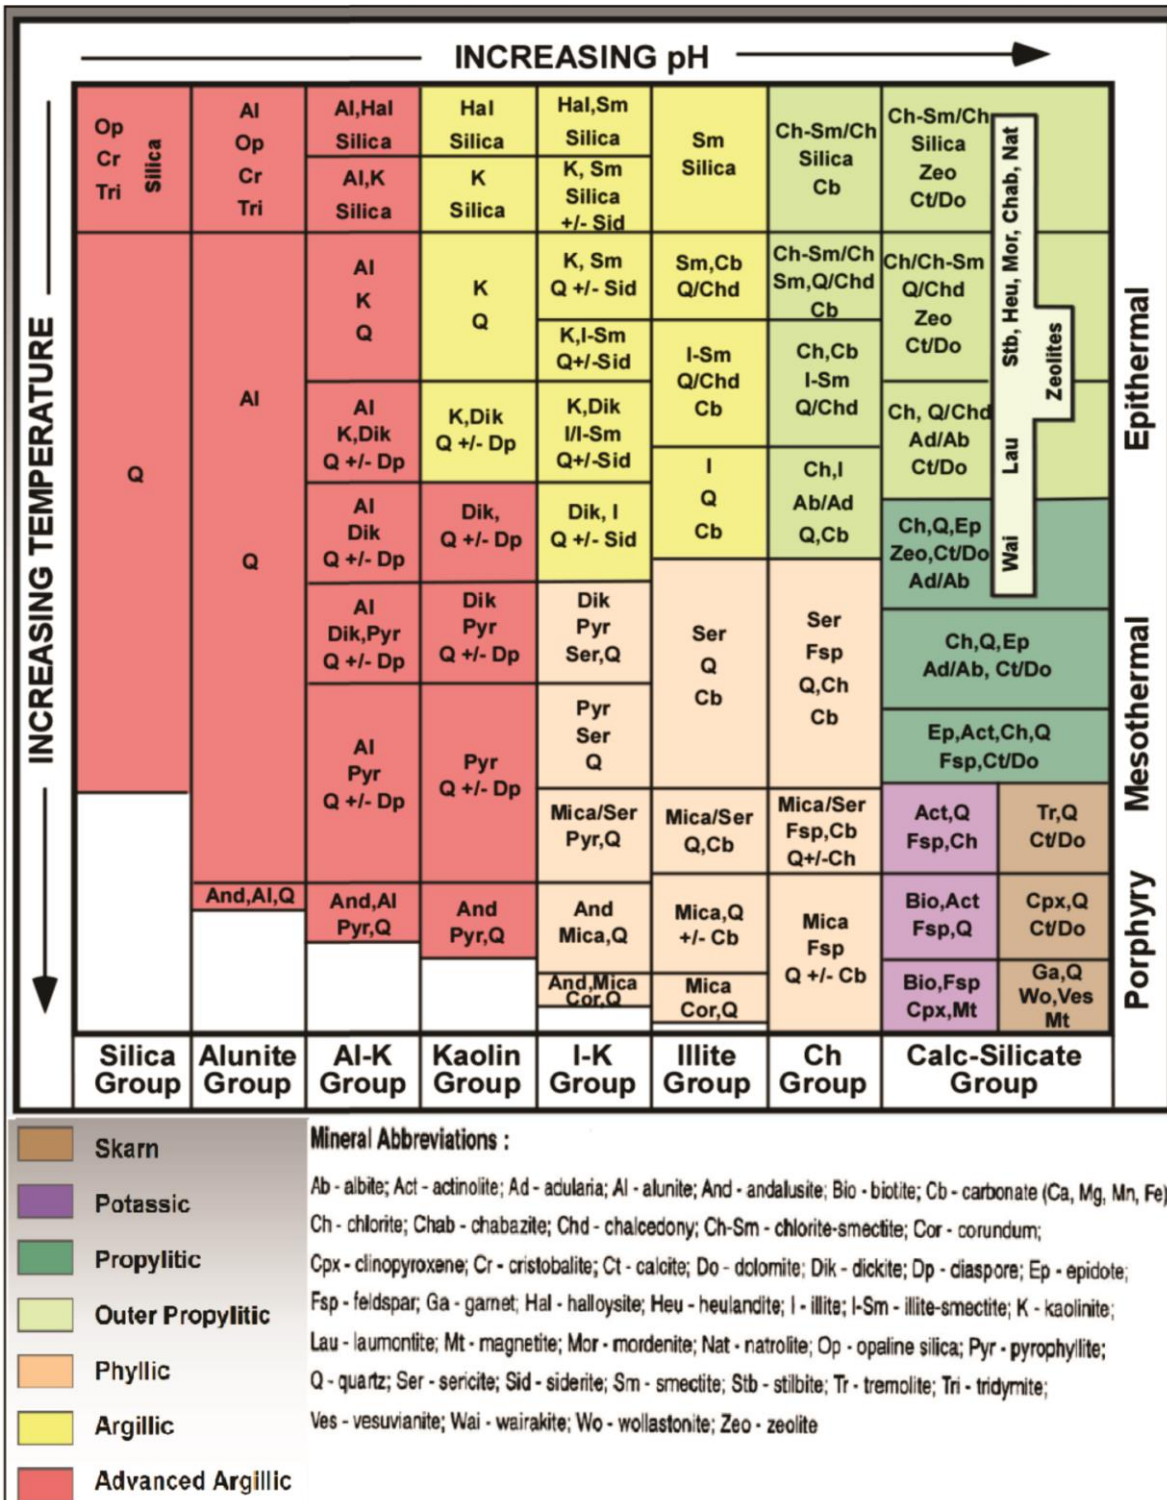 INCREASING pH
INCREASING TEMPERATURE
Op
Cr
Tri
Silica
Q
Al
Op
Cr
Tri
Al
Q
And,Al,Q
Al,Hal
Silica
Al,K
Silica
Al
K
Q
Al
K,Dik
Q +/- Dp
Al
Dik
Q +/- Dp
Al
Dik,Pyr
Q +/- Dp
Al
Pyr
Q +/- Dp
And,Al
Pyr,Q
Hal
Silica
K
Silica
K
Q
K,Dik
Q +/- Dp
Dik,
Q +/- Dp
Dik
Pyr
Q +/- Dp
Pyr
Q +/- Dp
And
Pyr,Q
Hal,Sm
Silica
K, Sm
Silica
+/- Sid
K, Sm
Q +/- Sid
K,I-Sm
Q+/-Sid
K,Dik
I/I-Sm
Q+/-Sid
Dik, I
Q +/- Sid
Dik
Pyr
Ser,Q
Pyr
Ser
Q
Mica/Ser
Pyr,Q
And
Mica,Q
And,Mica
Cor,Q
Sm
Silica
Sm,Cb
Q/Chd
I-Sm
Q/Chd
Cb
I
Q
Cb
Ser
Q
Cb
Mica/Ser
Q,Cb
Mica,Q
+/- Cb
Mica
Cor,Q
Ch-Sm/Ch
Silica
Cb
Ch-Sm/Ch
Sm,Q/Chd
Cb
Ch,Cb
I-Sm
Q/Chd
Ch,I
Ab/Ad
Q,Cb
Ser
Fsp
Q,Ch
Cb
Mica/Ser
Fsp,Cb
Q+/-Ch
Mica
Fsp
Q +/- Cb
Ch-Sm/Ch
Silica
Zeo
Ct/Do
Ch/Ch-Sm
Q/Chd
Zeo
Ct/Do
Ch, Q/Chd
Ad/Ab
Ct/Do
Ch,Q,Ep
Zeo,Ct/Do
Ad/Ab
Ch,Q,Ep
Ad/Ab, Ct/Do
Ep,Act,Ch,Q
Fsp,Ct/Do
Act,Q
Fsp,Ch
Bio,Act
Fsp,Q
Bio,Fsp
Cpx,Mt
Tr,Q
Ct/Do
Cpx,Q
Ct/Do
Ga,Q
Wo,Ves
Mt
Wai Lau Stb, Heu, Mor, Chab, Nat
Zeolites
Epithermal
Mesothermal
Porphyry
Silica
Group
Alunite
Group
Al-K
Group
Kaolin
Group
I-K
Group
Illite
Group
Ch
Group
Calc-Silicate
Group
Skarn
Potassic
Propylitic
Outer Propylitic
Phyllic
Argillic
Advanced Argillic
Mineral Abbreviations :
Ab - albite; Act - actinolite; Ad - adularia; Al - alunite; And - andalusite; Bio - biotite; Cb - carbonate (Ca, Mg, Mn, Fe)
Ch - chlorite; Chab - chabazite; Chd - chalcedony; Ch-Sm - chlorite-smectite; Cor - corundum;
Cpx - clinopyroxene; Cr - cristobalite; Ct - calcite; Do - dolomite; Dik - dickite; Dp - diaspore; Ep - epidote;
Fsp - feldspar; Ga - garnet; Hal - halloysite; Heu - heulandite; I - illite; I-Sm - illite-smectite; K - kaolinite;
Lau - laumontite; Mt - magnetite; Mor - mordenite; Nat - natrolite; Op - opaline silica; Pyr - pyrophyllite;
Q - quartz; Ser - sericite; Sid - siderite; Sm - smectite; Stb - stilbite; Tr - tremolite; Tri - tridymite;
Ves - vesuvianite; Wai - wairakite; Wo - wollastonite; Zeo - zeolite